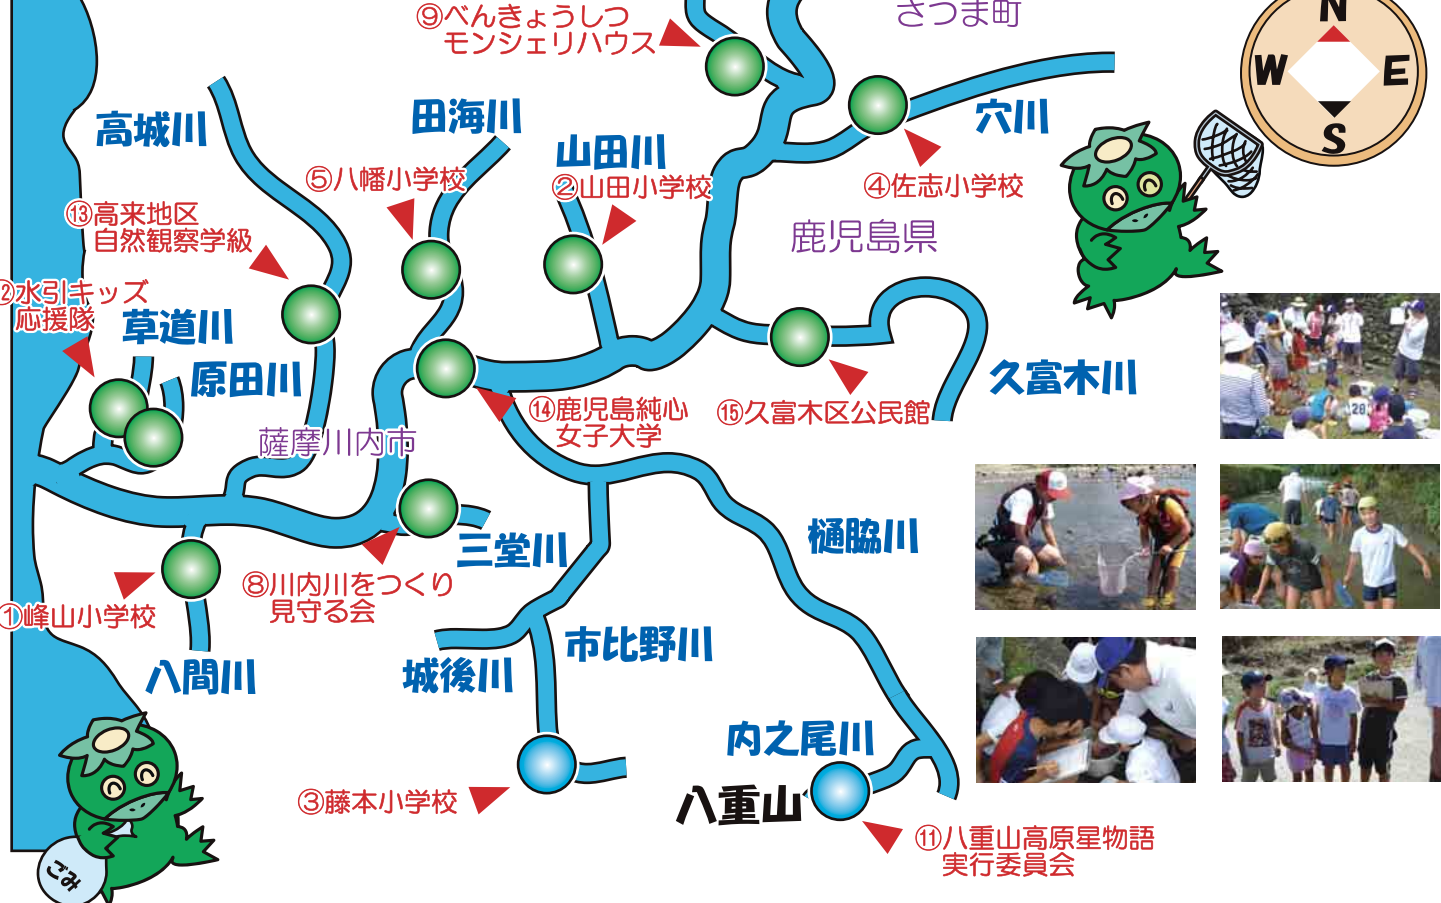 ⑨べんきょうしつ
モンシェリハウス
さつま町
N
W
E
S
高城川
田海川
山田川
穴川
⑤八幡小学校
②山田小学校
④佐志小学校
⑬高来地区
自然観察学級
鹿児島県
水引キッズ
応援隊
草道川
原田川
久富木川
⑭鹿児島純心
女子大学
⑮久富木区公民館
薩摩川内市
三堂川
樋脇川
⑧川内川をつくり
見守る会
①峰山小学校
八間川
城後川
市比野川
内之尾川
八重山
③藤本小学校
⑪八重山高原星物語
実行委員会
ごみ
28